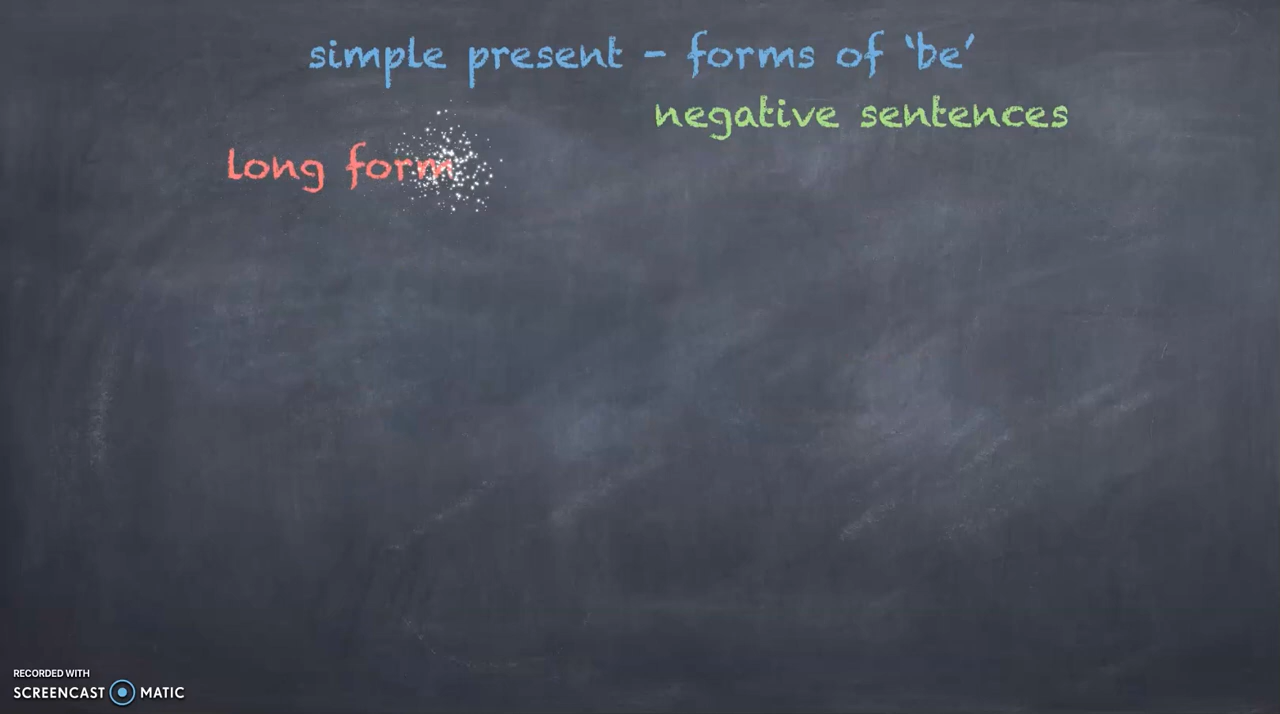 simple present – forms of ‘be’
negative sentences
long form
RECORDED WITH
SCREENCAST MATIC